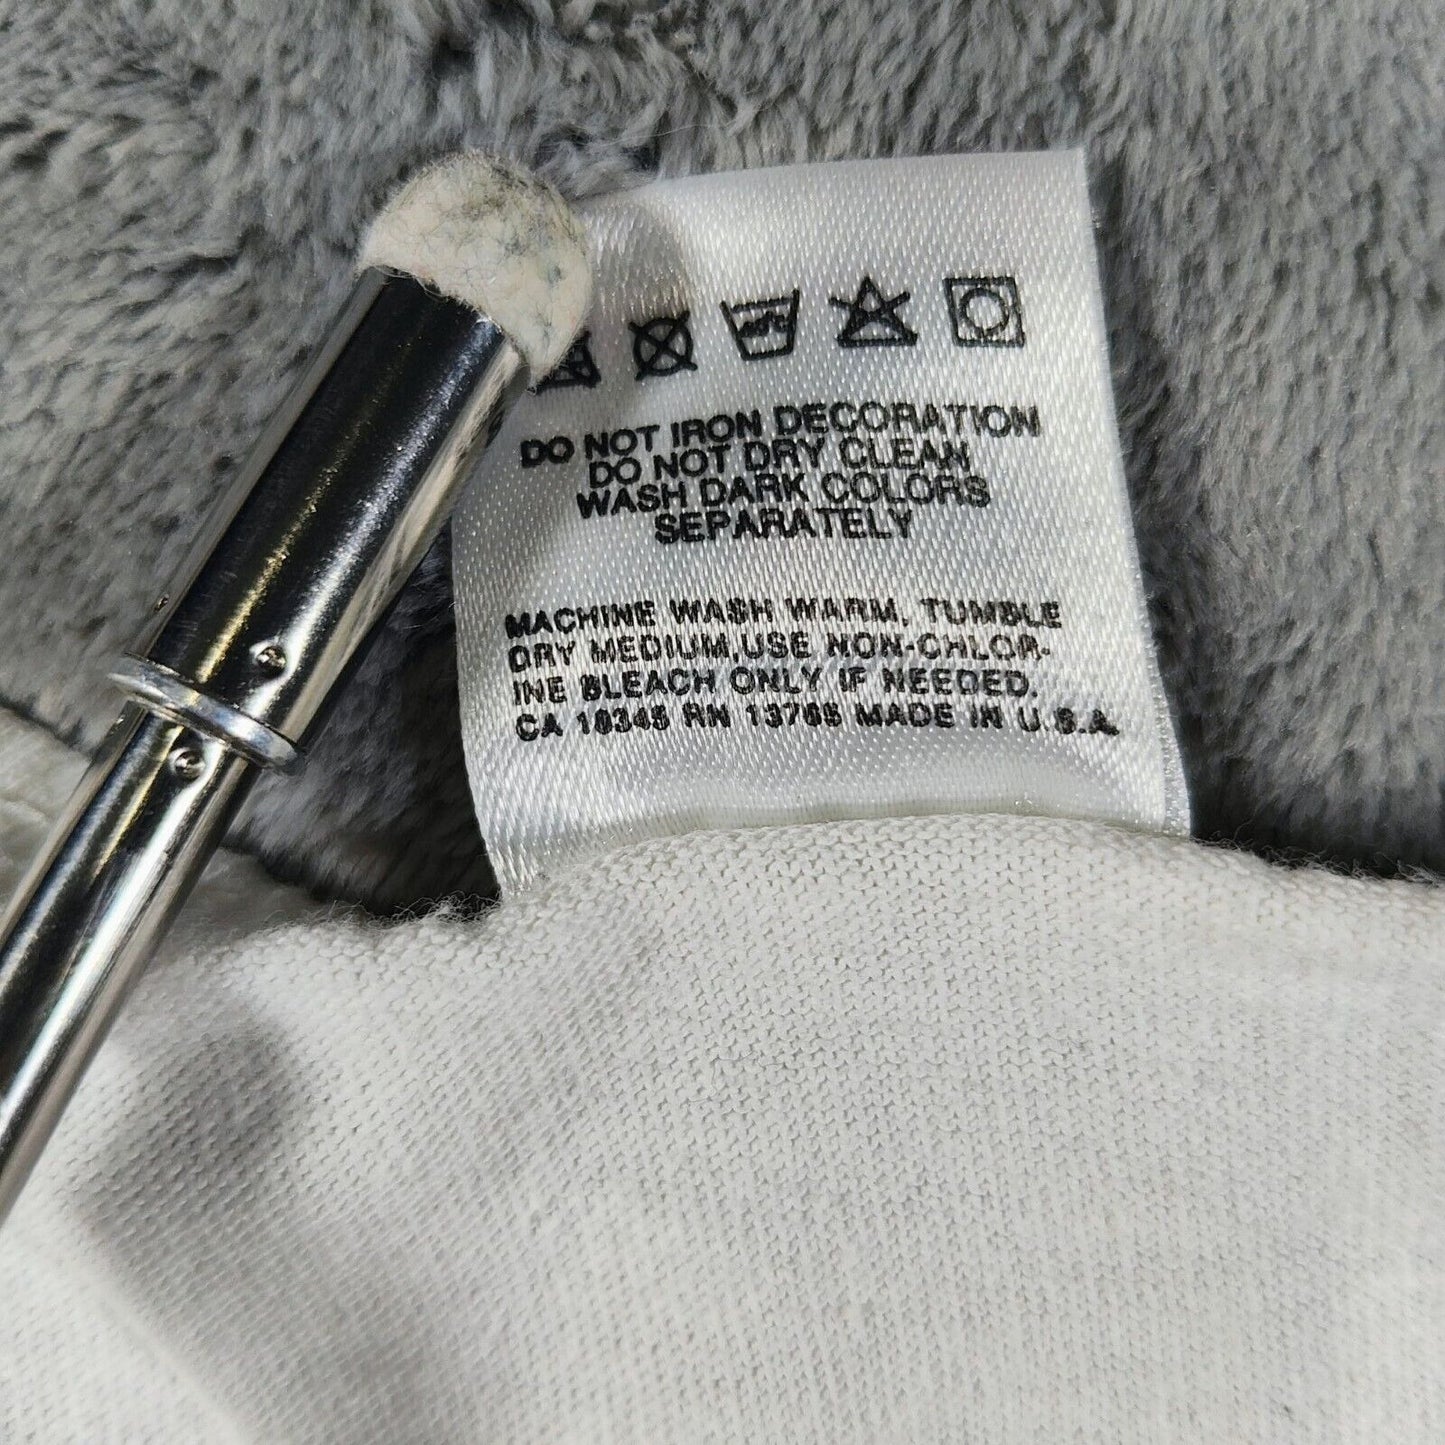 DO NOT IRON DECORATION
DO NOT DRY CLEAN
WASH DARK COLORS
SEPARATELY
MACHINE WASH WARM, TUMBLE
DRY MEDIUM,USE NON-CHLOR-
INE BLEACH ONLY IF NEEDED.
CA 18345 RN 13765 MADE IN U.S.A.